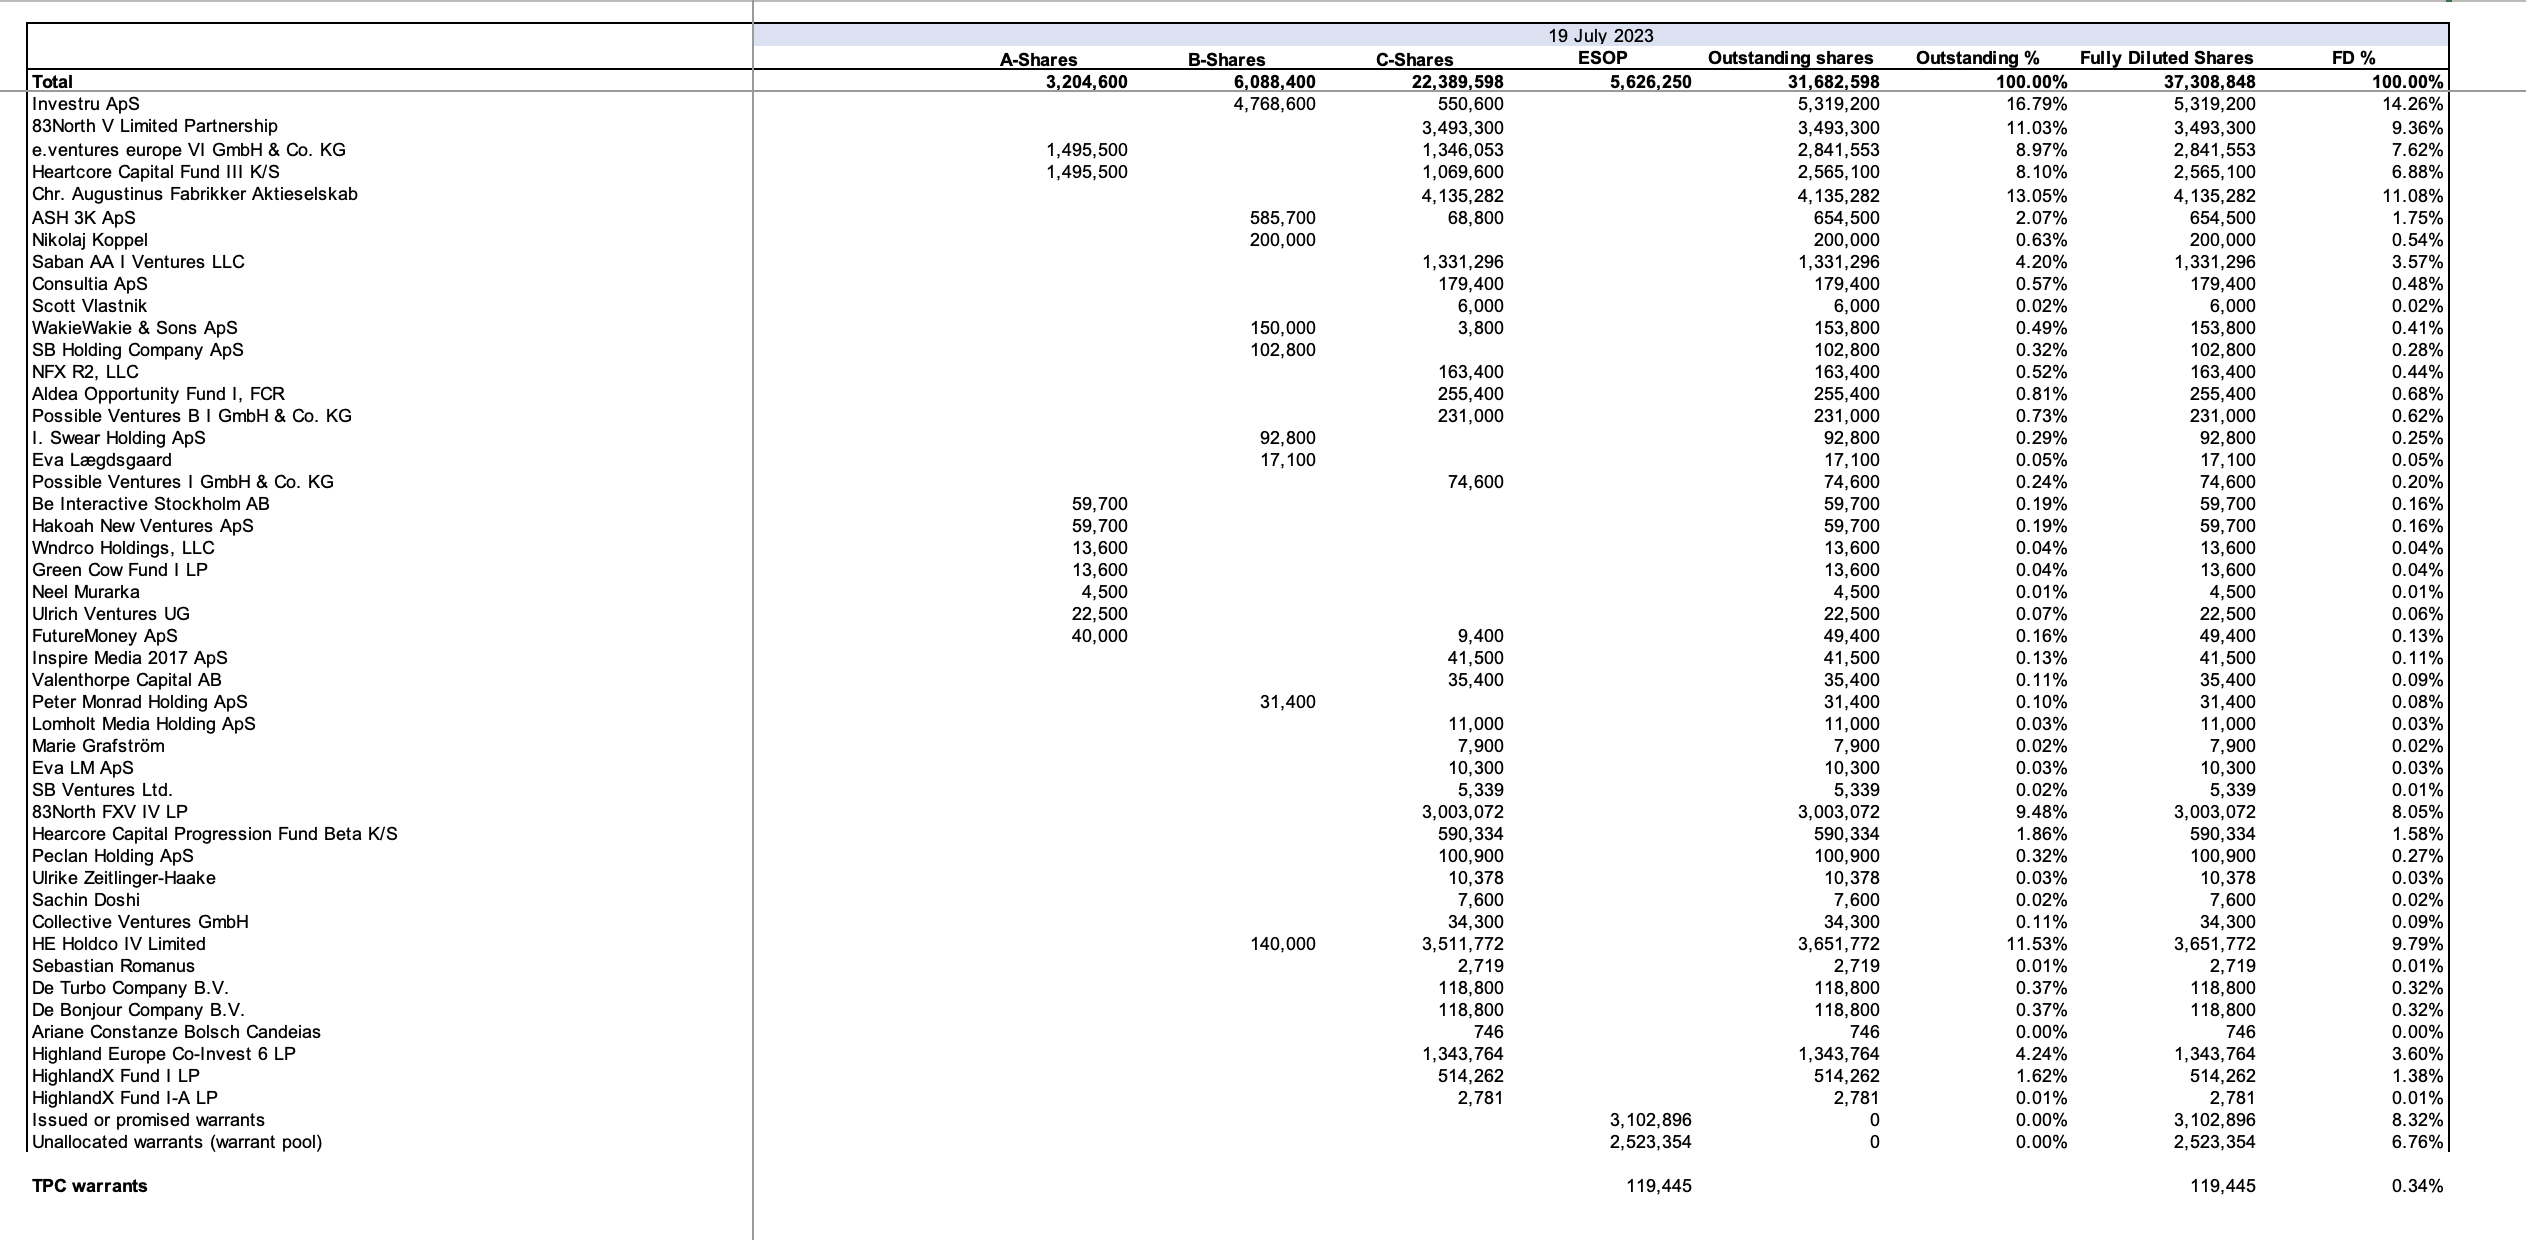 19 July 2023
A-Shares B-Shares C-Shares ESOP Outstanding shares Outstanding % Fully Diluted Shares FD %
Total 3,204,600 6,088,400 22,389,598 5,626,250 31,682,598 100.00% 37,308,848 100.00%
Investru ApS 4,768,600 550,600 5,319,200 16.79% 5,319,200 14.26%
83North V Limited Partnership 3,493,300 3,493,300 11.03% 3,493,300 9.36%
e.ventures europe VI GmbH & Co. KG 1,495,500 1,346,053 2,841,553 8.97% 2,841,553 7.62%
Heartcore Capital Fund III K/S 1,495,500 1,069,600 2,565,100 8.10% 2,565,100 6.88%
Chr. Augustinus Fabrikker Aktieselskab 4,135,282 4,135,282 13.05% 4,135,282 11.08%
ASH 3K ApS 585,700 68,800 654,500 2.07% 654,500 1.75%
Nikolaj Koppel 200,000 200,000 0.63% 200,000 0.54%
Saban AA I Ventures LLC 1,331,296 1,331,296 4.20% 1,331,296 3.57%
Consultia ApS 179,400 179,400 0.57% 179,400 0.48%
Scott Vlastnik 6,000 6,000 0.02% 6,000 0.02%
WakieWakie & Sons ApS 150,000 3,800 153,800 0.49% 153,800 0.41%
SB Holding Company ApS 102,800 102,800 0.32% 102,800 0.28%
NFX R2, LLC 163,400 163,400 0.52% 163,400 0.44%
Aldea Opportunity Fund I, FCR 255,400 255,400 0.81% 255,400 0.68%
Possible Ventures B I GmbH & Co. KG 231,000 231,000 0.73% 231,000 0.62%
I. Swear Holding ApS 92,800 92,800 0.29% 92,800 0.25%
Eva Lægdsgaard 17,100 17,100 0.05% 17,100 0.05%
Possible Ventures I GmbH & Co. KG 74,600 74,600 0.24% 74,600 0.20%
Be Interactive Stockholm AB 59,700 59,700 0.19% 59,700 0.16%
Hakoah New Ventures ApS 59,700 59,700 0.19% 59,700 0.16%
Wndrco Holdings, LLC 13,600 13,600 0.04% 13,600 0.04%
Green Cow Fund I LP 13,600 13,600 0.04% 13,600 0.04%
Neel Murarka 4,500 4,500 0.01% 4,500 0.01%
Ulrich Ventures UG 22,500 22,500 0.07% 22,500 0.06%
FutureMoney ApS 40,000 9,400 49,400 0.16% 49,400 0.13%
Inspire Media 2017 ApS 41,500 41,500 0.13% 41,500 0.11%
Valenthorpe Capital AB 35,400 35,400 0.11% 35,400 0.09%
Peter Monrad Holding ApS 31,400 31,400 0.10% 31,400 0.08%
Lomholt Media Holding ApS 11,000 11,000 0.03% 11,000 0.03%
Marie Grafström 7,900 7,900 0.02% 7,900 0.02%
Eva LM ApS 10,300 10,300 0.03% 10,300 0.03%
SB Ventures Ltd. 5,339 5,339 0.02% 5,339 0.01%
83North FXV IV LP 3,003,072 3,003,072 9.48% 3,003,072 8.05%
Hearcore Capital Progression Fund Beta K/S 590,334 590,334 1.86% 590,334 1.58%
Peclan Holding ApS 100,900 100,900 0.32% 100,900 0.27%
Ulrike Zeitlinger-Haake 10,378 10,378 0.03% 10,378 0.03%
Sachin Doshi 7,600 7,600 0.02% 7,600 0.02%
Collective Ventures GmbH 34,300 34,300 0.11% 34,300 0.09%
HE Holdco IV Limited 140,000 3,511,772 3,651,772 11.53% 3,651,772 9.79%
Sebastian Romanus 2,719 2,719 0.01% 2,719 0.01%
De Turbo Company B.V. 118,800 118,800 0.37% 118,800 0.32%
De Bonjour Company B.V. 118,800 118,800 0.37% 118,800 0.32%
Ariane Constanze Bolsch Candeias 746 746 0.00% 746 0.00%
Highland Europe Co-Invest 6 LP 1,343,764 1,343,764 4.24% 1,343,764 3.60%
HighlandX Fund I LP 514,262 514,262 1.62% 514,262 1.38%
HighlandX Fund I-A LP 2,781 2,781 0.01% 2,781 0.01%
Issued or promised warrants 3,102,896 0 0.00% 3,102,896 8.32%
Unallocated warrants (warrant pool) 2,523,354 0 0.00% 2,523,354 6.76%
TPC warrants 119,445 119,445 0.34%